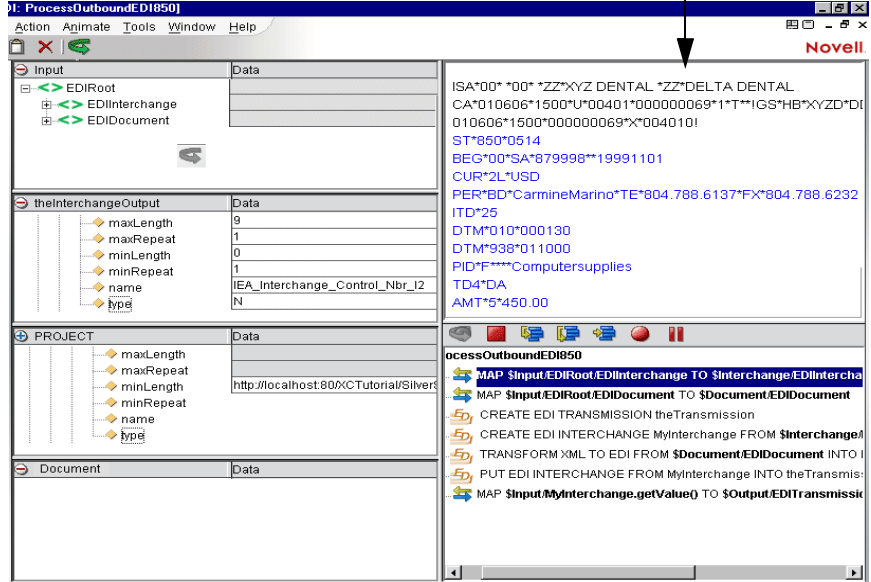 DI: ProcessOutboundEDI850]
Action Animate Tools Window Help
Novell.
Input Data
EDIRoot
EDIInterchange
EDIDocument
theInterchangeOutput Data
maxLength 9
maxRepeat 1
minLength 0
minRepeat 1
name IEA_Interchange_Control_Nbr_I2
type N
PROJECT Data
maxLength
maxRepeat
minLength http://localhost:80/XCTutorial/SilverS
minRepeat
name
type
Document Data
ISA*00* *00* *ZZ*XYZ DENTAL *ZZ*DELTA DENTAL
CA*010606*1500*U*00401*000000069*1*T**!GS*HB*XYZD*DE
010606*1500*000000069*X*004010!
ST*850*0514
BEG*00*SA*879998**19991101
CUR*2L*USD
PER*BD*CarmineMarino*TE*804.788.6137*FX*804.788.6232
ITD*25
DTM*010*000130
DTM*938*011000
PID*F****Computersupplies
TD4*DA
AMT*5*450.00
ocessOutboundEDI850
MAP $Input/EDIRoot/EDIInterchange TO $Interchange/EDIIntercha
MAP $Input/EDIRoot/EDIDocument TO $Document/EDIDocument
EDI CREATE EDI TRANSMISSION theTransmission
EDI CREATE EDI INTERCHANGE MyInterchange FROM $Interchange/
EDI TRANSFORM XML TO EDI FROM $Document/EDIDocument INTO
EDI PUT EDI INTERCHANGE FROM MyInterchange INTO theTransmis
MAP $Input/MyInterchange.getValue() TO $Output/EDITransmissio